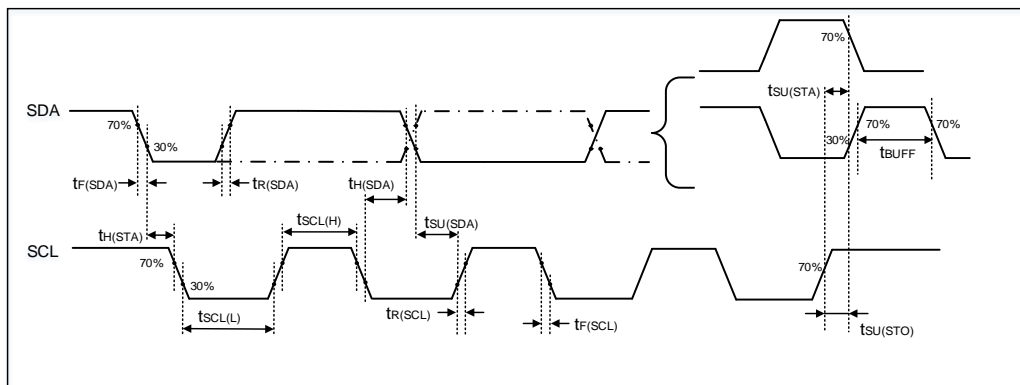 70%
tSU(STA)
SDA
70%
30%
30%
70%
70%
tBUFF
tF(SDA)
tR(SDA)
tH(SDA)
tSCL(H)
tSU(SDA)
tH(STA)
SCL
70%
30%
70%
tSCL(L)
tR(SCL)
tF(SCL)
tSU(STO)